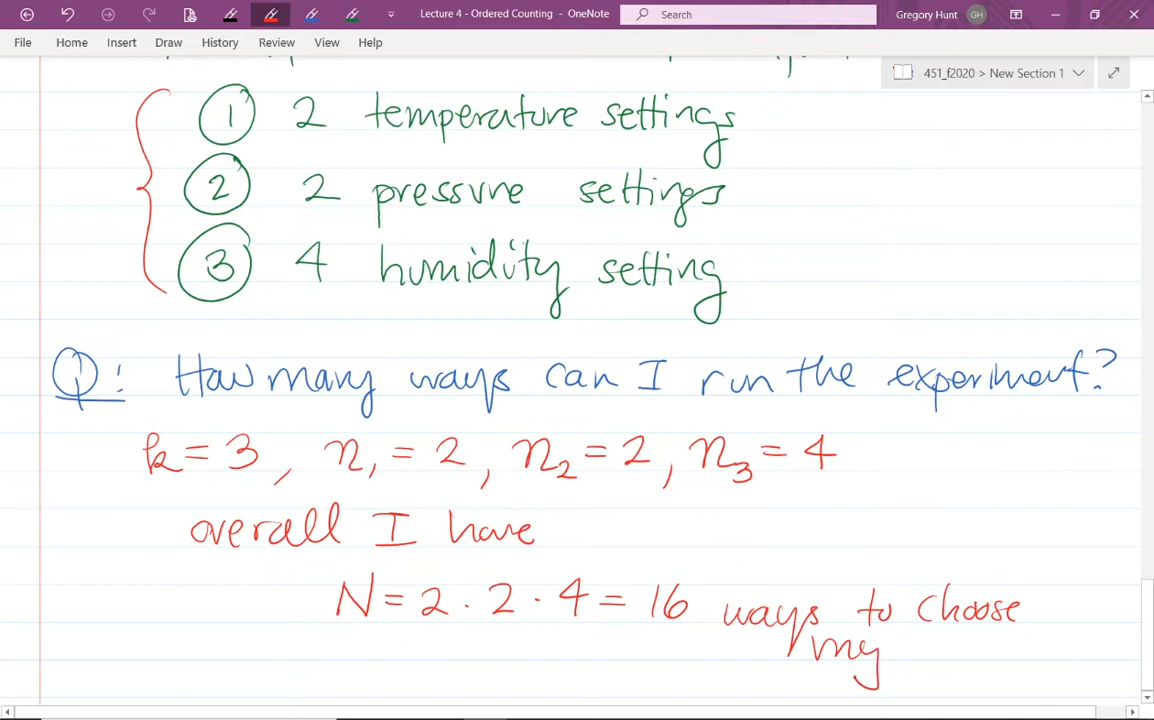 Lecture 4 - Ordered Counting - OneNote
Search
Gregory Hunt
GH
File Home Insert Draw History Review View Help
451_f2020 > New Section 1
1 2 temperature settings
2 2 pressure settings
3 4 humidity setting
Q: How many ways can I run the experiment?
k = 3, n₁ = 2, n₂ = 2, n₃ = 4
overall I have
N = 2 · 2 · 4 = 16 ways to choose
my